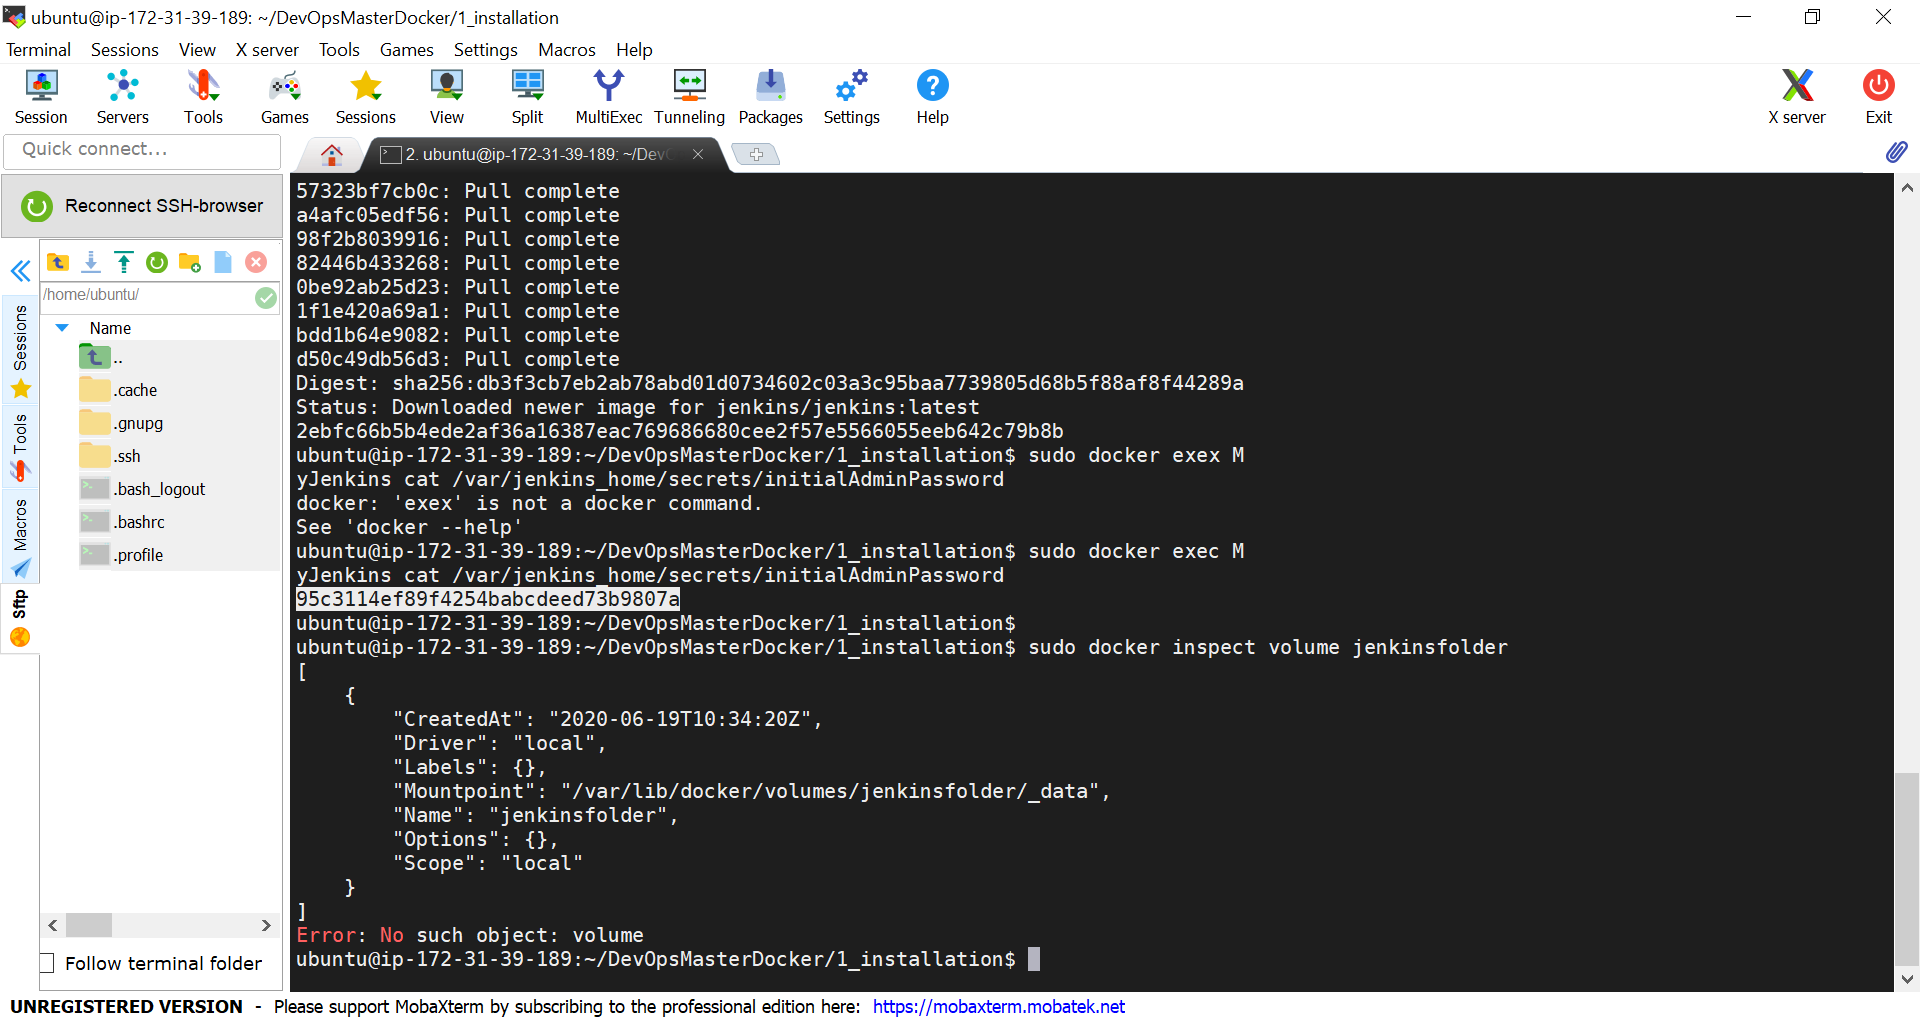 ubuntu@ip-172-31-39-189: ~/DevOpsMasterDocker/1_installation
Terminal Sessions View X server Tools Games Settings Macros Help
Session Servers Tools Games Sessions View Split MultiExec Tunneling Packages Settings Help X server Exit
Quick connect...
2. ubuntu@ip-172-31-39-189: ~/DevO
Reconnect SSH-browser
/home/ubuntu/
Name
..
.cache
.gnupg
.ssh
.bash_logout
.bashrc
.profile
Sessions
Tools
Macros
Sftp
Follow terminal folder
57323bf7cb0c: Pull complete
a4afc05edf56: Pull complete
98f2b8039916: Pull complete
82446b433268: Pull complete
0be92ab25d23: Pull complete
1f1e420a69a1: Pull complete
bdd1b64e9082: Pull complete
d50c49db56d3: Pull complete
Digest: sha256:db3f3cb7eb2ab78abd01d0734602c03a3c95baa7739805d68b5f88af8f44289a
Status: Downloaded newer image for jenkins/jenkins:latest
2ebfc66b5b4ede2af36a16387eac769686680cee2f57e5566055eeb642c79b8b
ubuntu@ip-172-31-39-189:~/DevOpsMasterDocker/1_installation$ sudo docker exex M
yJenkins cat /var/jenkins_home/secrets/initialAdminPassword
docker: 'exex' is not a docker command.
See 'docker --help'
ubuntu@ip-172-31-39-189:~/DevOpsMasterDocker/1_installation$ sudo docker exec M
yJenkins cat /var/jenkins_home/secrets/initialAdminPassword
95c3114ef89f4254babcdeed73b9807a
ubuntu@ip-172-31-39-189:~/DevOpsMasterDocker/1_installation$
ubuntu@ip-172-31-39-189:~/DevOpsMasterDocker/1_installation$ sudo docker inspect volume jenkinsfolder
[
    {
        "CreatedAt": "2020-06-19T10:34:20Z",
        "Driver": "local",
        "Labels": {},
        "Mountpoint": "/var/lib/docker/volumes/jenkinsfolder/_data",
        "Name": "jenkinsfolder",
        "Options": {},
        "Scope": "local"
    }
]
Error: No such object: volume
ubuntu@ip-172-31-39-189:~/DevOpsMasterDocker/1_installation$
UNREGISTERED VERSION - Please support MobaXterm by subscribing to the professional edition here: https://mobaxterm.mobatek.net